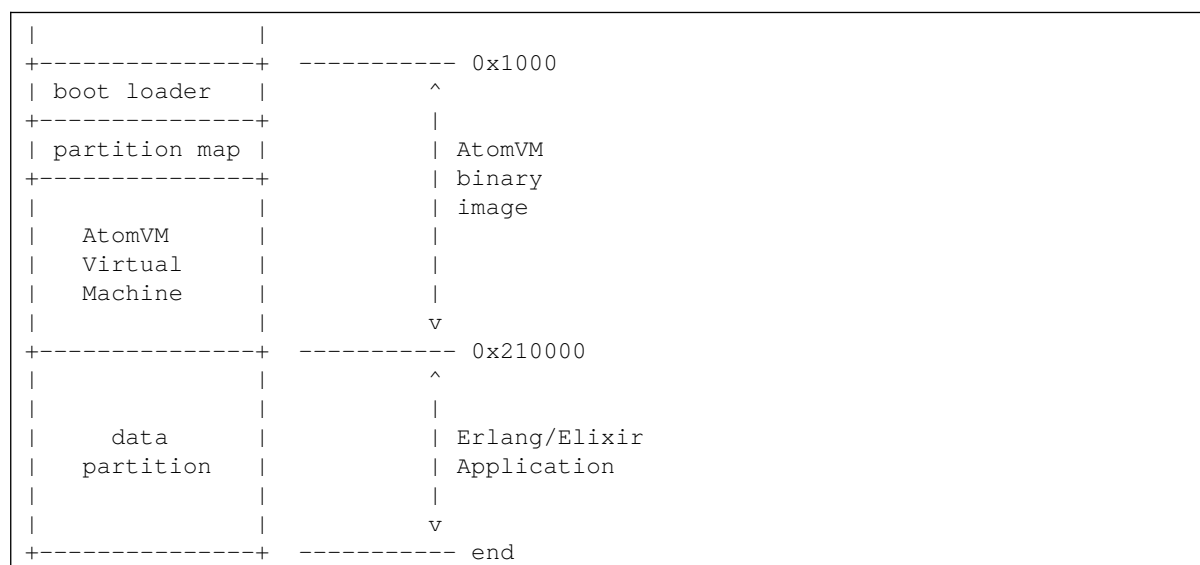 |               |
+---------------+  ----------- 0x1000
| boot loader   |           ^
+---------------+           |
| partition map |           | AtomVM
+---------------+           | binary
|               |           | image
|   AtomVM      |           |
|   Virtual     |           |
|   Machine     |           |
|               |           v
+---------------+  ----------- 0x210000
|               |           ^
|               |           |
|     data      |           | Erlang/Elixir
|   partition   |           | Application
|               |           |
|               |           v
+---------------+  ----------- end